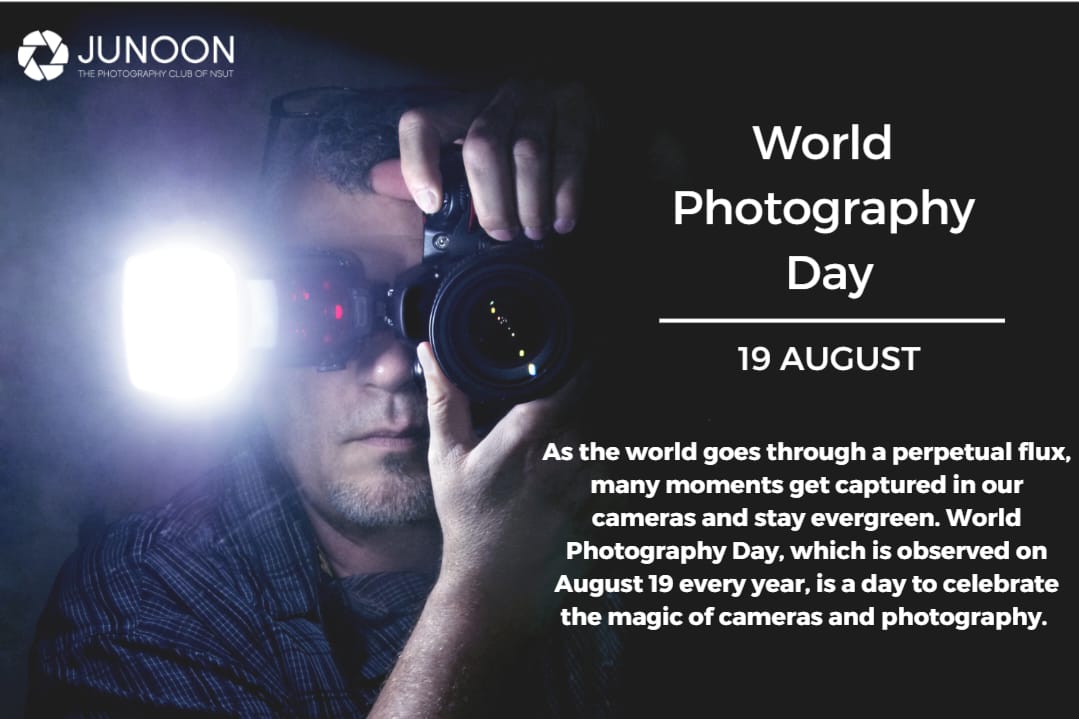 JUNOON
THE PHOTOGRAPHY CLUB OF NSUT
World
Photography
Day
19 AUGUST
As the world goes through a perpetual flux,
many moments get captured in our
cameras and stay evergreen. World
Photography Day, which is observed on
August 19 every year, is a day to celebrate
the magic of cameras and photography.